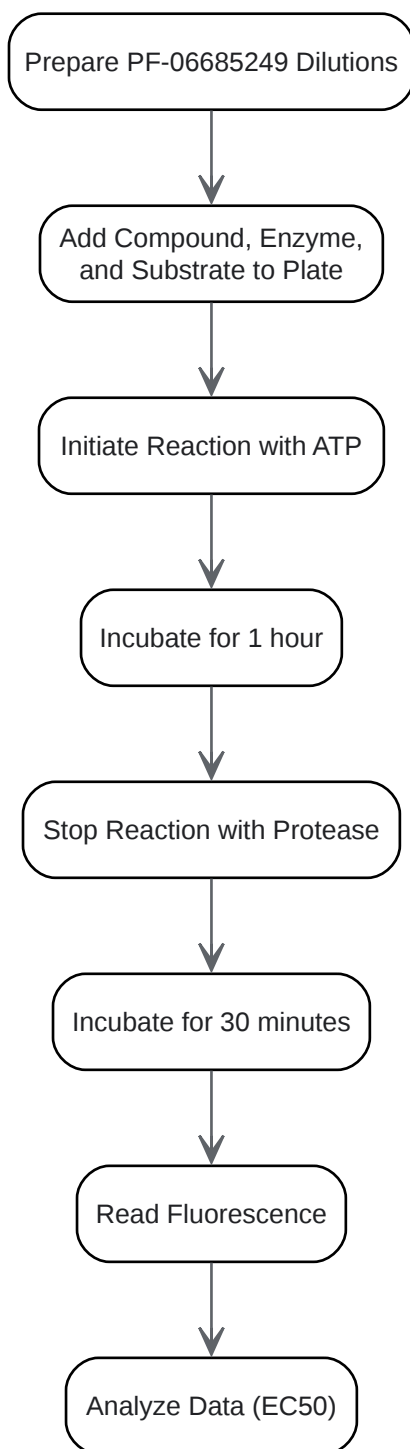 Prepare PF-06685249 Dilutions
Add Compound, Enzyme,
and Substrate to Plate
Initiate Reaction with ATP
Incubate for 1 hour
Stop Reaction with Protease
Incubate for 30 minutes
Read Fluorescence
Analyze Data (EC50)